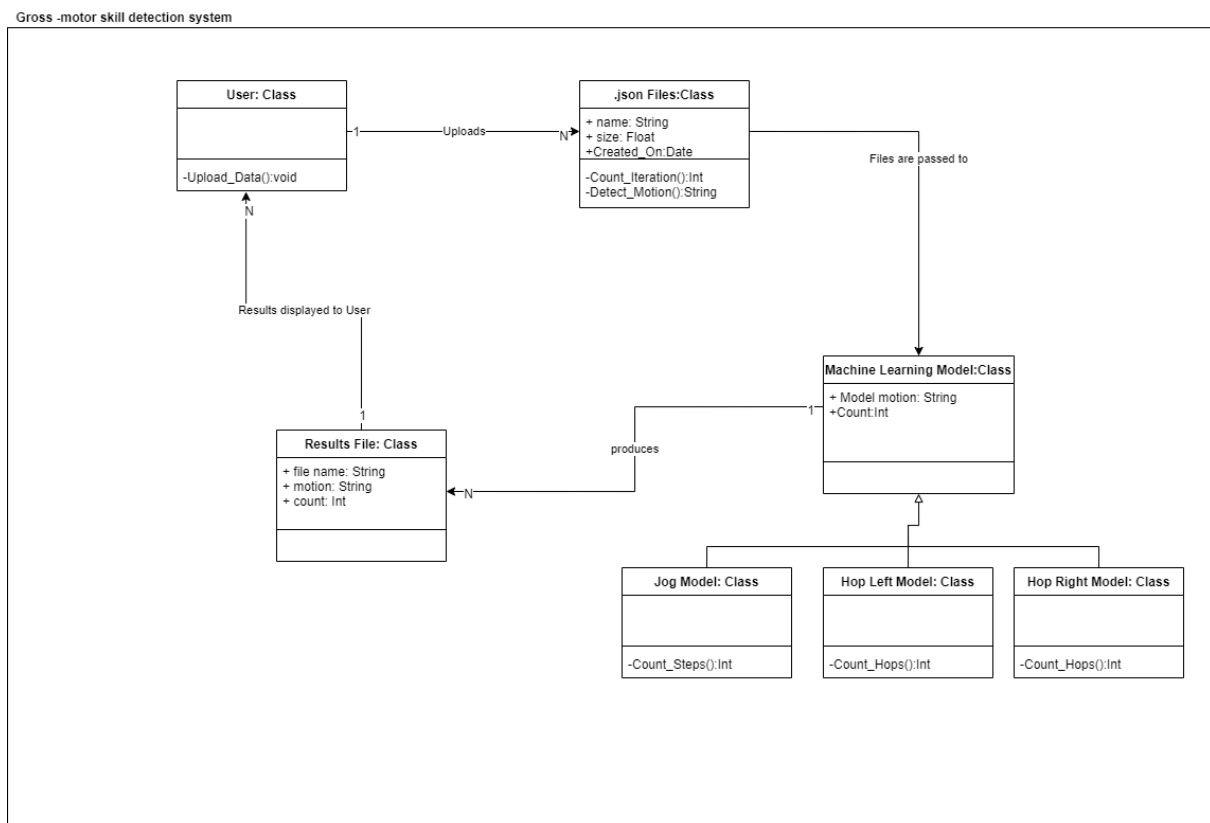 Gross -motor skill detection system
User: Class
-Upload_Data():void
1
Uploads
N
.json Files:Class
+ name: String
+ size: Float
+Created_On:Date
-Count_Iteration():Int
-Detect_Motion():String
Files are passed to
N
Results displayed to User
1
Machine Learning Model:Class
+ Model motion: String
+Count:Int
1
produces
N
Results File: Class
+ file name: String
+ motion: String
+ count: Int
Jog Model: Class
-Count_Steps():Int
Hop Left Model: Class
-Count_Hops():Int
Hop Right Model: Class
-Count_Hops():Int